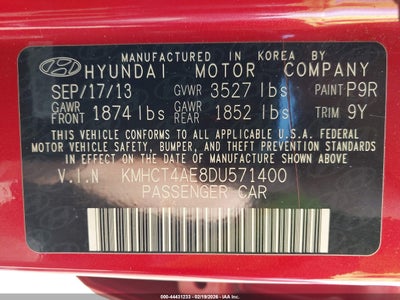 MANUFACTURED IN KOREA BY
HYUNDAI MOTOR COMPANY
SEP/17/13 GVWR 3527 lbs PAINT P9R
GAWR FRONT 1874 lbs GAWR REAR 1852 lbs TRIM 9Y
THIS VEHICLE CONFORMS TO ALL APPLICABLE U.S.A. FEDERAL
MOTOR VEHICLE SAFETY, BUMPER, AND THEFT PREVENTION
STANDARDS IN EFFECT ON THE DATE OF MANUFACTURE SHOWN ABOVE.
V.I.N KMHCT4AE8DU571400
PASSENGER CAR
000-44431233 - 02/19/2026 - IAA Inc.